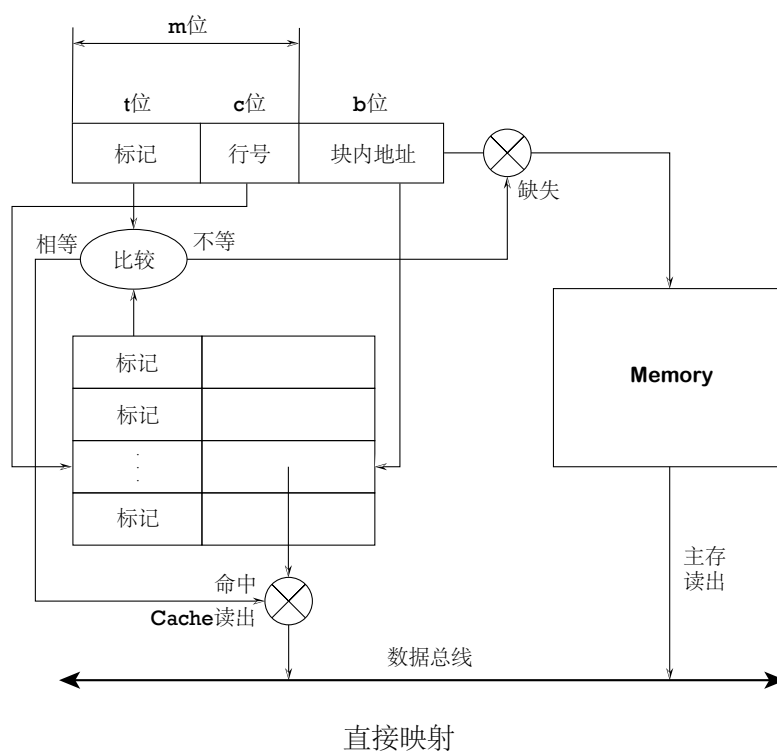 m位
t位 c位 b位
标记 行号 块内地址
缺失
相等 比较 不等
标记
标记
⋮
标记
Memory
主存
读出
命中
Cache读出
数据总线
直接映射